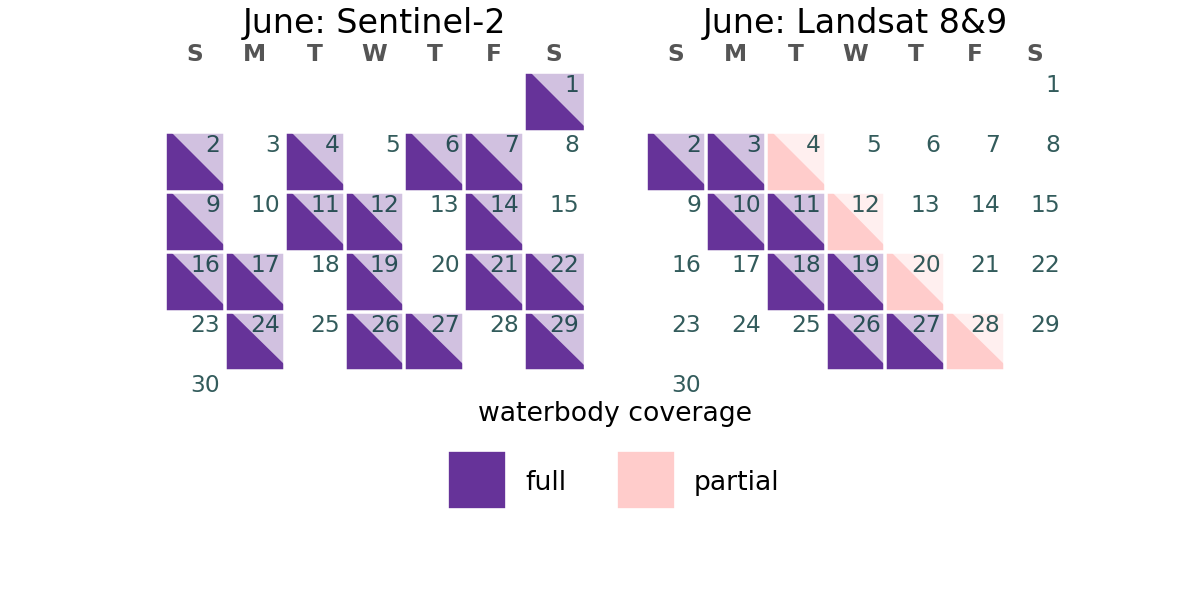 June: Sentinel-2
S M T W T F S
1
2 3 4 5 6 7 8
9 10 11 12 13 14 15
16 17 18 19 20 21 22
23 24 25 26 27 28 29
30
June: Landsat 8&9
S M T W T F S
1
2 3 4 5 6 7 8
9 10 11 12 13 14 15
16 17 18 19 20 21 22
23 24 25 26 27 28 29
30
waterbody coverage
full
partial